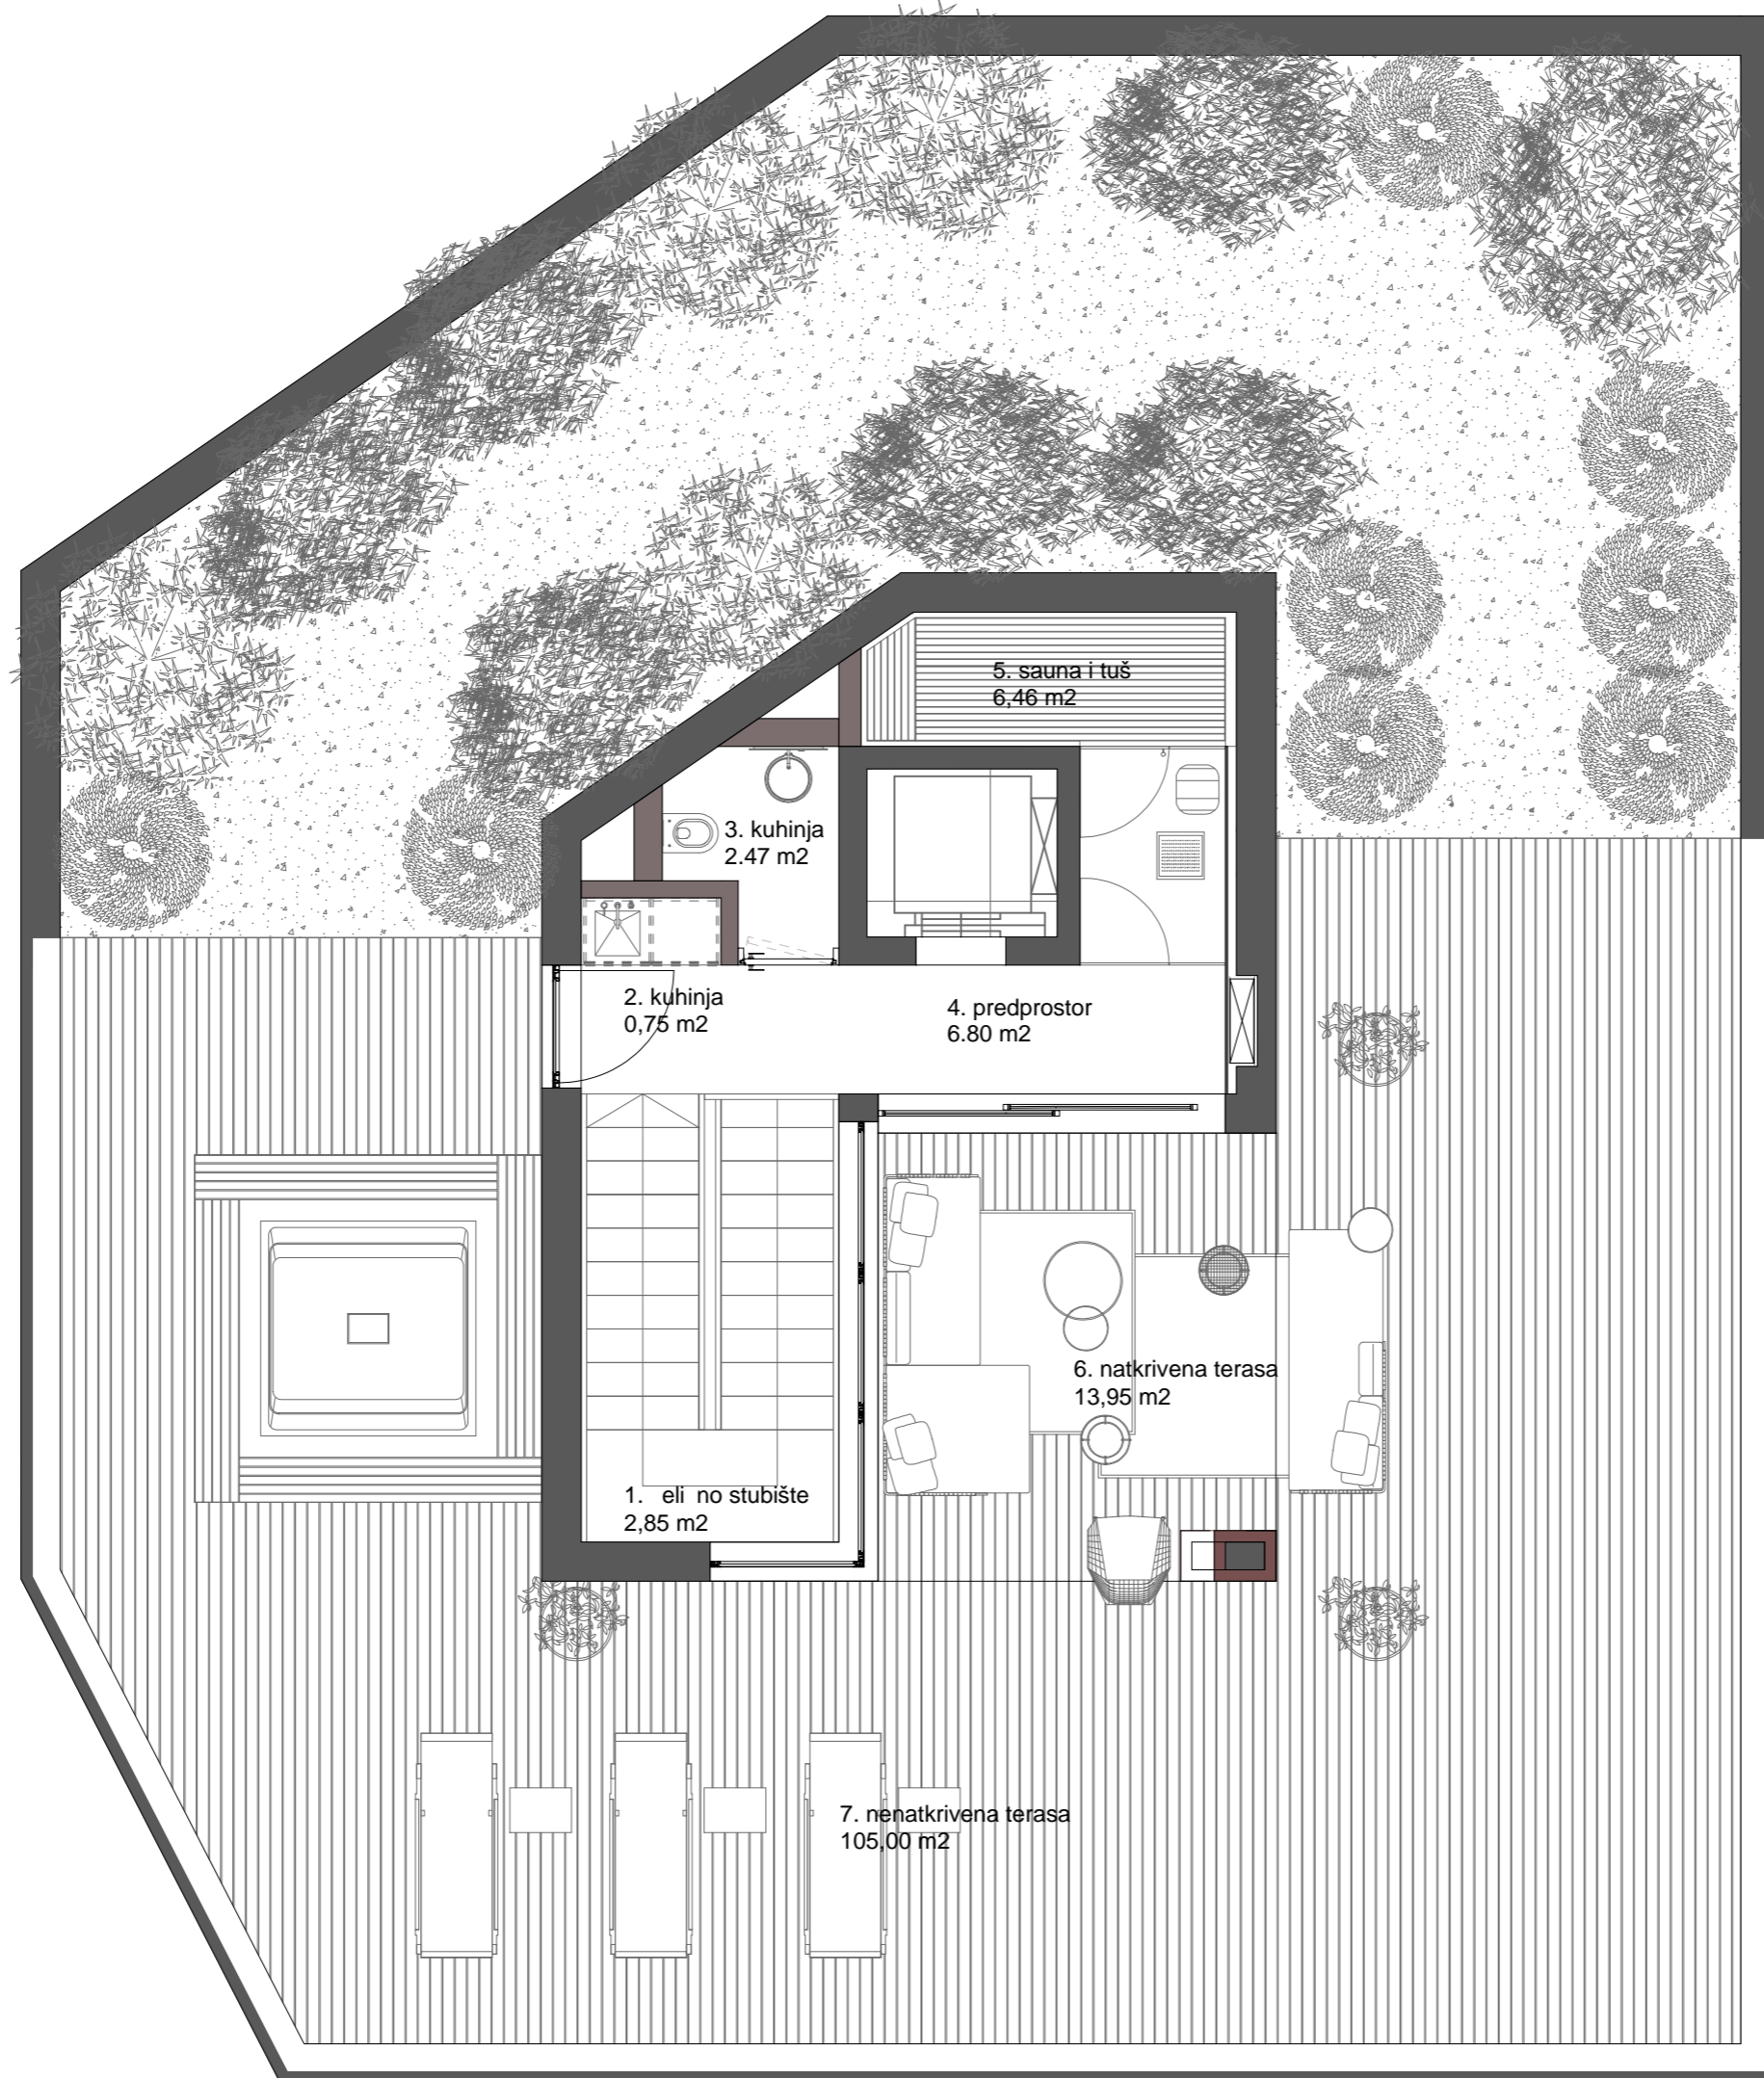 5. sauna i tuš
6,46 m2
3. kuhinja
2.47 m2
2. kuhinja
0,75 m2
4. predprostor
6.80 m2
6. natkrivena terasa
13,95 m2
1. eli no stubište
2,85 m2
7. nenatkrivena terasa
105,00 m2